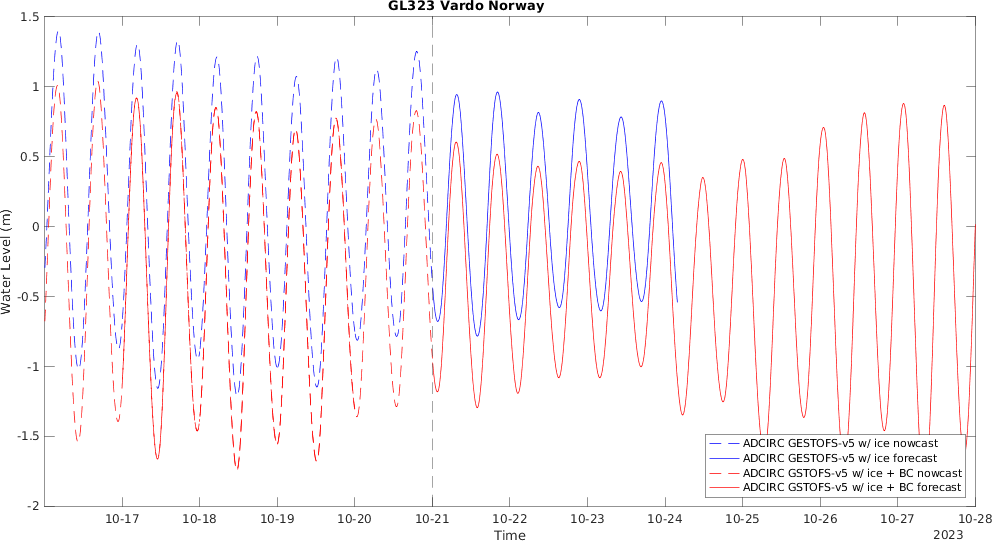 GL323 Vardo Norway
1.5
1
0.5
0
-0.5
-1
-1.5
-2
Water Level (m)
ADCIRC GESTOFS-v5 w/ ice nowcast
ADCIRC GESTOFS-v5 w/ ice forecast
ADCIRC GSTOFS-v5 w/ ice + BC nowcast
ADCIRC GSTOFS-v5 w/ ice + BC forecast
10-17 10-18 10-19 10-20 10-21 10-22 10-23 10-24 10-25 10-26 10-27 10-28
Time
2023